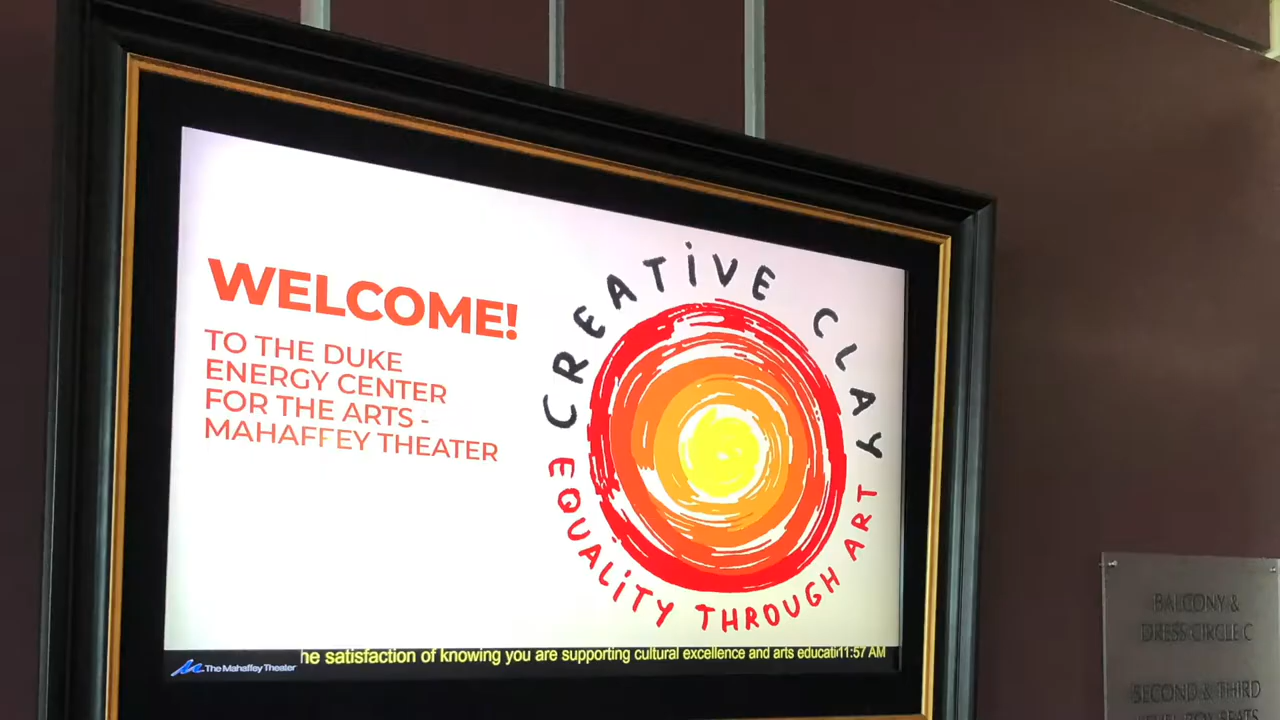 WELCOME!
TO THE DUKE
ENERGY CENTER
FOR THE ARTS -
MAHAFFEY THEATER
CREATiVE CLAY
EQUALiTY THROUGH ART
The Mahaffey Theater
he satisfaction of knowing you are supporting cultural excellence and arts educati
11:57 AM
BALCONY &
DRESS CIRCLE C
SECOND & THIRD